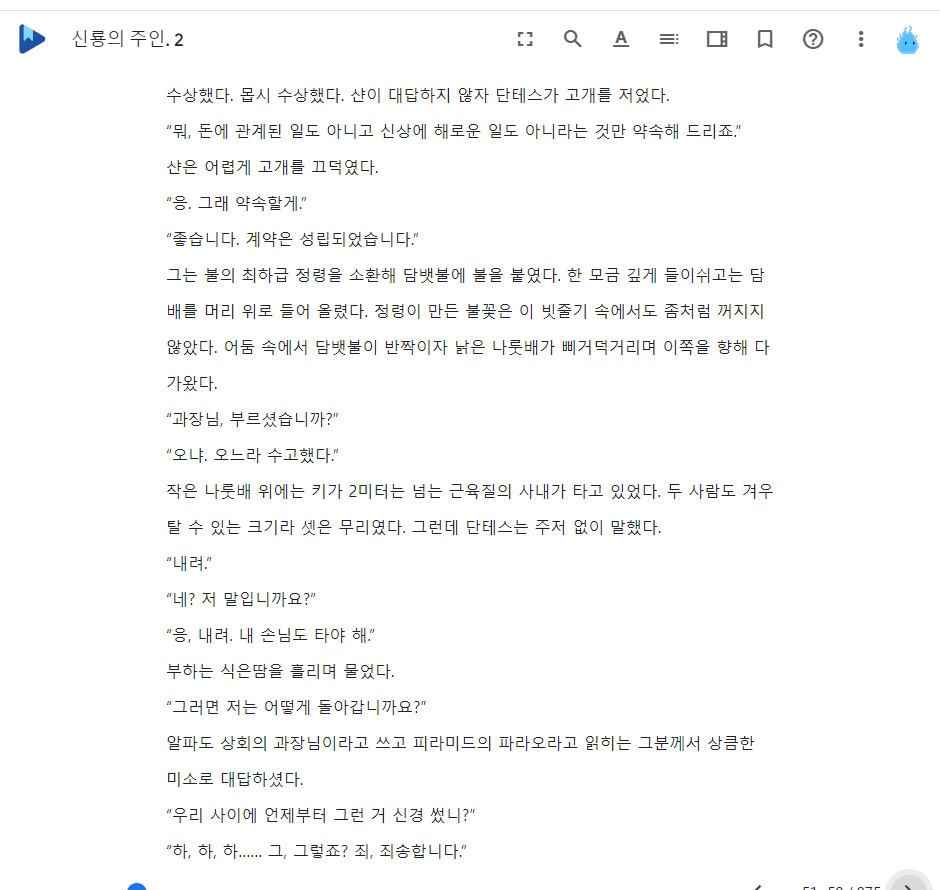 신룡의 주인. 2
수상했다. 몹시 수상했다. 샨이 대답하지 않자 단테스가 고개를 저었다.
“뭐, 돈에 관계된 일도 아니고 신상에 해로운 일도 아니라는 것만 약속해 드리죠.”
샨은 어렵게 고개를 끄덕였다.
“응. 그래 약속할게.”
“좋습니다. 계약은 성립되었습니다.”
그는 불의 최하급 정령을 소환해 담뱃불에 불을 붙였다. 한 모금 깊게 들이쉬고는 담
배를 머리 위로 들어 올렸다. 정령이 만든 불꽃은 이 빗줄기 속에서도 좀처럼 꺼지지
않았다. 어둠 속에서 담뱃불이 반짝이자 낡은 나룻배가 삐거덕거리며 이쪽을 향해 다
가왔다.
“과장님, 부르셨습니까?”
“오냐. 오느라 수고했다.”
작은 나룻배 위에는 키가 2미터는 넘는 근육질의 사내가 타고 있었다. 두 사람도 겨우
탈 수 있는 크기라 셋은 무리였다. 그런데 단테스는 주저 없이 말했다.
“내려.”
“네? 저 말입니까요?”
“응, 내려. 내 손님도 타야 해.”
부하는 식은땀을 흘리며 물었다.
“그러면 저는 어떻게 돌아갑니까요?”
알파도 상회의 과장님이라고 쓰고 피라미드의 파라오라고 읽히는 그분께서 상큼한
미소로 대답하셨다.
“우리 사이에 언제부터 그런 거 신경 썼니?”
“하, 하, 하…… 그, 그렇죠? 죄, 죄송합니다.”